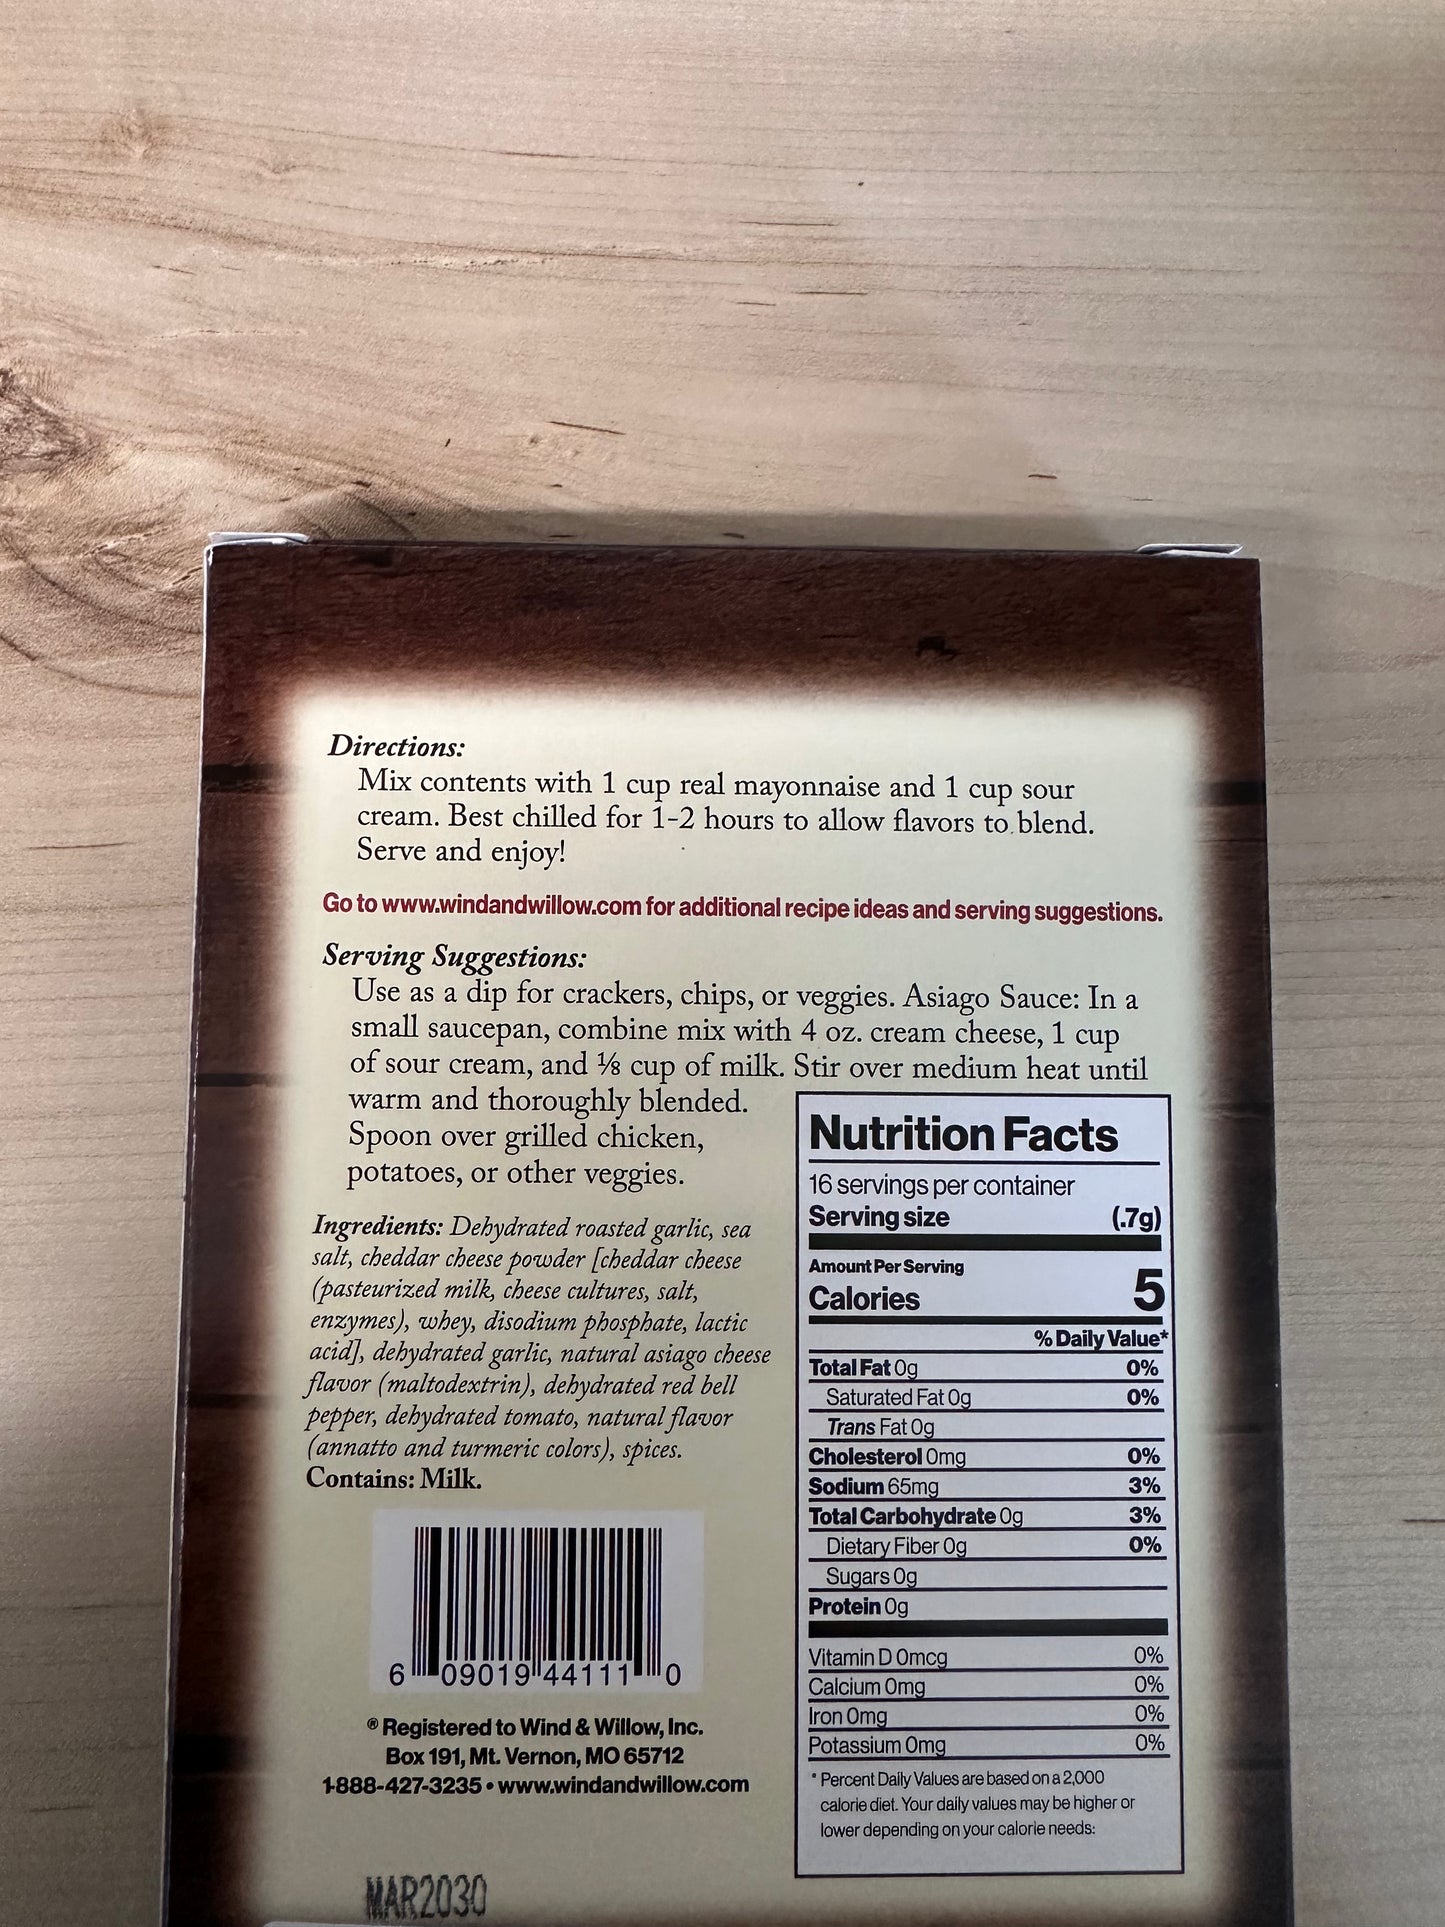 Directions:
Mix contents with 1 cup real mayonnaise and 1 cup sour
cream. Best chilled for 1-2 hours to allow flavors to blend.
Serve and enjoy!
Go to www.windandwillow.com for additional recipe ideas and serving suggestions.
Serving Suggestions:
Use as a dip for crackers, chips, or veggies. Asiago Sauce: In a
small saucepan, combine mix with 4 oz. cream cheese, 1 cup
of sour cream, and ⅛ cup of milk. Stir over medium heat until
warm and thoroughly blended.
Spoon over grilled chicken,
potatoes, or other veggies.
Ingredients: Dehydrated roasted garlic, sea
salt, cheddar cheese powder [cheddar cheese
(pasteurized milk, cheese cultures, salt,
enzymes), whey, disodium phosphate, lactic
acid], dehydrated garlic, natural asiago cheese
flavor (maltodextrin), dehydrated red bell
pepper, dehydrated tomato, natural flavor
(annatto and turmeric colors), spices.
Contains: Milk.
6 09019 44111 0
® Registered to Wind & Willow, Inc.
Box 191, Mt. Vernon, MO 65712
1-888-427-3235 • www.windandwillow.com
MAR2030
Nutrition Facts
16 servings per container
Serving size (.7g)
Amount Per Serving
Calories 5
% Daily Value*
Total Fat 0g 0%
Saturated Fat 0g 0%
Trans Fat 0g
Cholesterol 0mg 0%
Sodium 65mg 3%
Total Carbohydrate 0g 3%
Dietary Fiber 0g 0%
Sugars 0g
Protein 0g
Vitamin D 0mcg 0%
Calcium 0mg 0%
Iron 0mg 0%
Potassium 0mg 0%
* Percent Daily Values are based on a 2,000
calorie diet. Your daily values may be higher or
lower depending on your calorie needs: